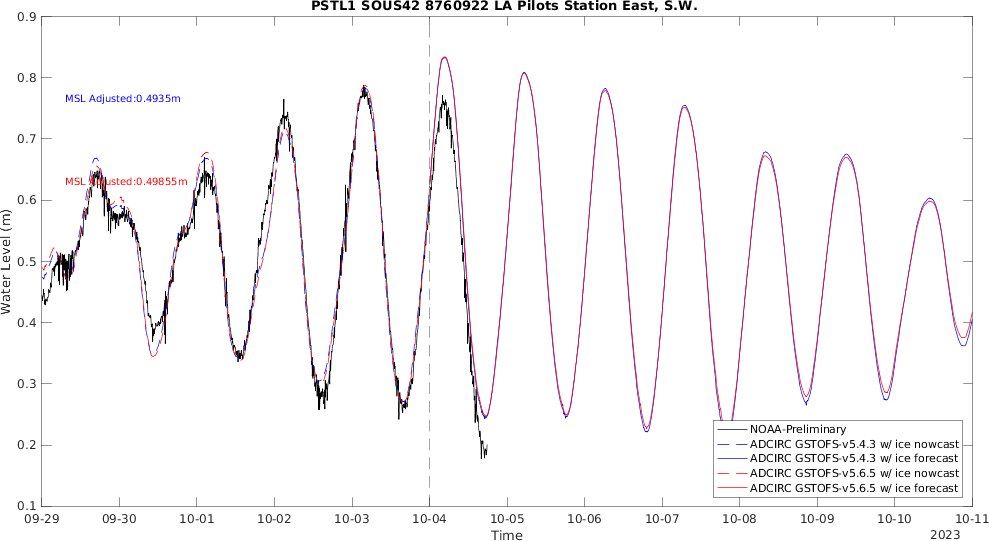 PSTL1 SOUS42 8760922 LA Pilots Station East, S.W.
0.9
0.8
0.7
0.6
0.5
0.4
0.3
0.2
0.1
Water Level (m)
MSL Adjusted:0.4935m
MSL Adjusted:0.49855m
NOAA-Preliminary
ADCIRC GSTOFS-v5.4.3 w/ ice nowcast
ADCIRC GSTOFS-v5.4.3 w/ ice forecast
ADCIRC GSTOFS-v5.6.5 w/ ice nowcast
ADCIRC GSTOFS-v5.6.5 w/ ice forecast
09-29 09-30 10-01 10-02 10-03 10-04 10-05 10-06 10-07 10-08 10-09 10-10 10-11
Time
2023